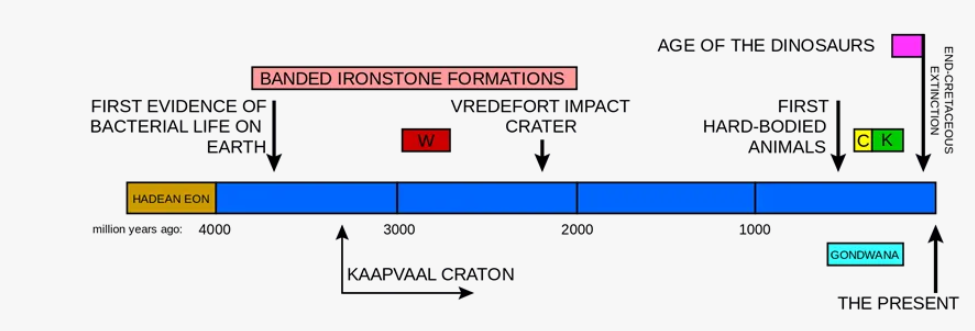 AGE OF THE DINOSAURS
END-CRETACEOUS
EXTINCTION
BANDED IRONSTONE FORMATIONS
FIRST EVIDENCE OF
BACTERIAL LIFE ON
EARTH
VREDEFORT IMPACT
CRATER
FIRST
HARD-BODIED
ANIMALS
W
C K
HADEAN EON
million years ago: 4000 3000 2000 1000
GONDWANA
KAAPVAAL CRATON
THE PRESENT